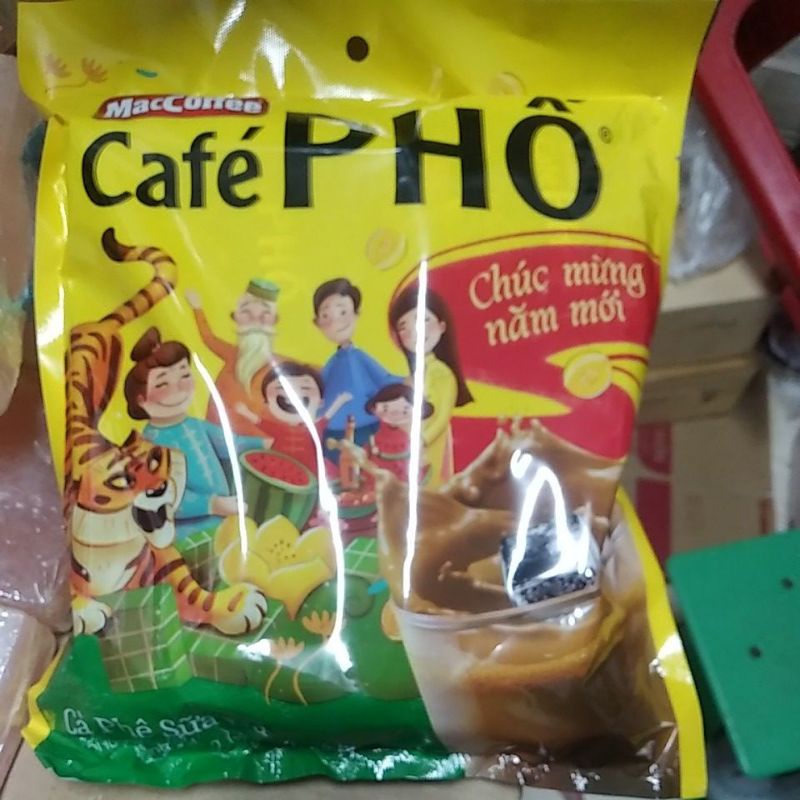 MacCoffee
Café PHỐ®
Chúc mừng
năm mới
Cà Phê Sữa